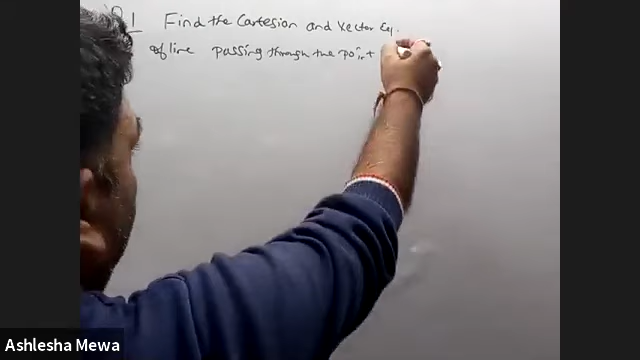 Q1 Find the Cartesion and Vector Eq.
of line passing through the point
Ashlesha Mewa